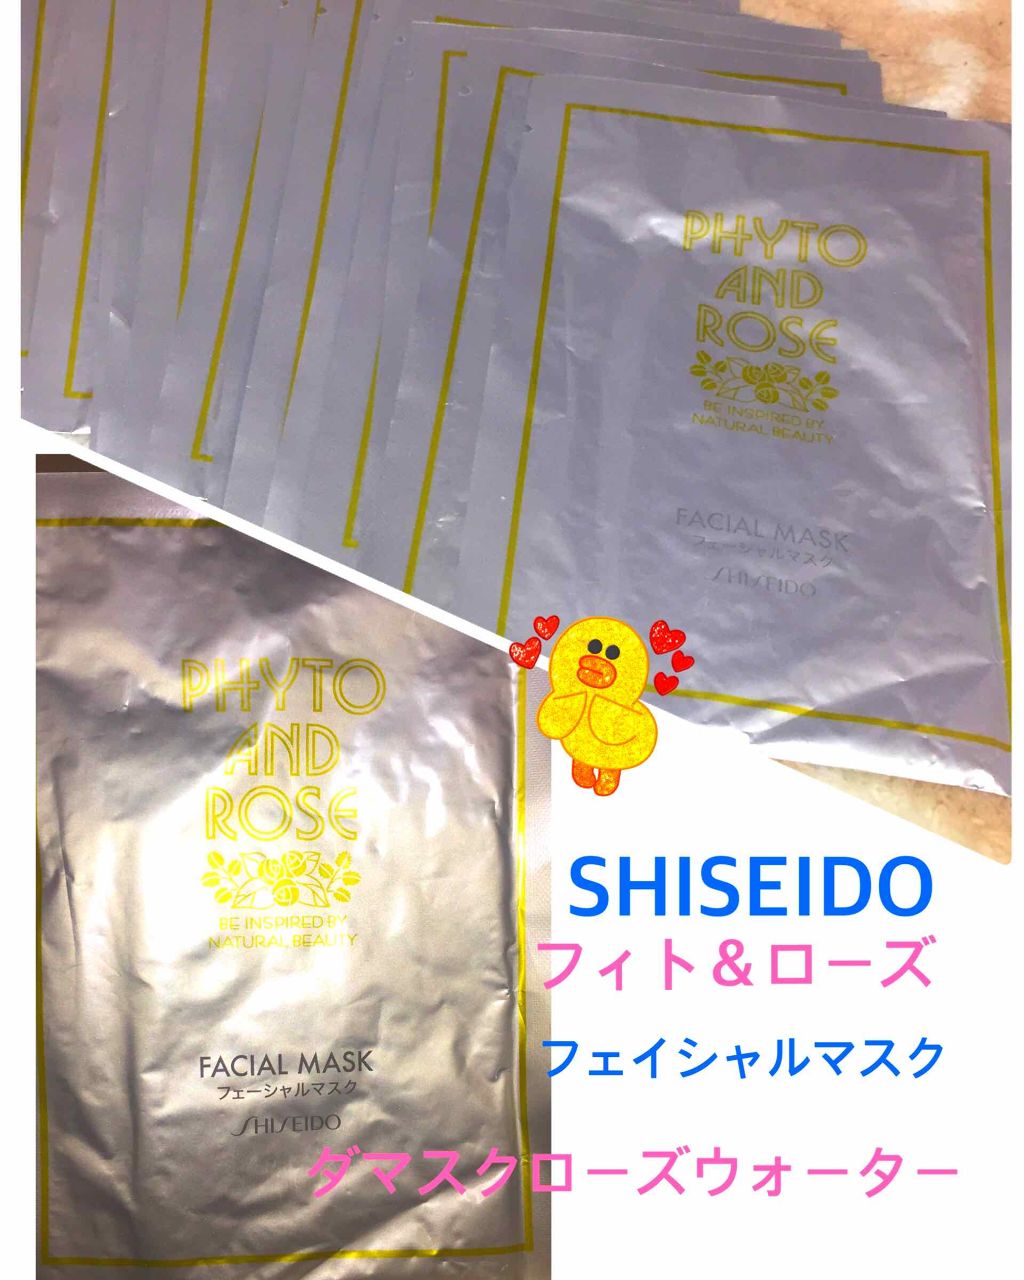 PHYTO
AND
ROSE
BE INSPIRED BY
NATURAL BEAUTY
FACIAL MASK
フェーシャルマスク
SHISEIDO
PHYTO
AND
ROSE
BE INSPIRED BY
NATURAL BEAUTY
FACIAL MASK
フェーシャルマスク
SHISEIDO
SHISEIDO
フィト＆ローズ
フェイシャルマスク
ダマスクローズウォーター